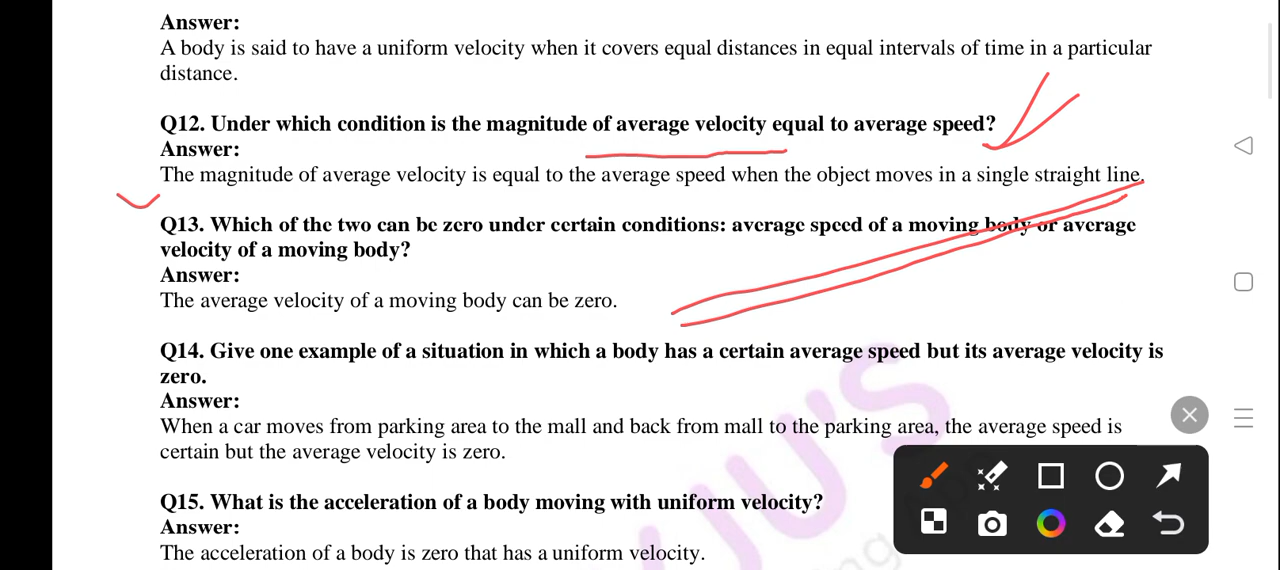 Answer:
A body is said to have a uniform velocity when it covers equal distances in equal intervals of time in a particular
distance.
Q12. Under which condition is the magnitude of average velocity equal to average speed?
Answer:
The magnitude of average velocity is equal to the average speed when the object moves in a single straight line.
Q13. Which of the two can be zero under certain conditions: average speed of a moving body or average
velocity of a moving body?
Answer:
The average velocity of a moving body can be zero.
Q14. Give one example of a situation in which a body has a certain average speed but its average velocity is
zero.
Answer:
When a car moves from parking area to the mall and back from mall to the parking area, the average speed is
certain but the average velocity is zero.
Q15. What is the acceleration of a body moving with uniform velocity?
Answer:
The acceleration of a body is zero that has a uniform velocity.